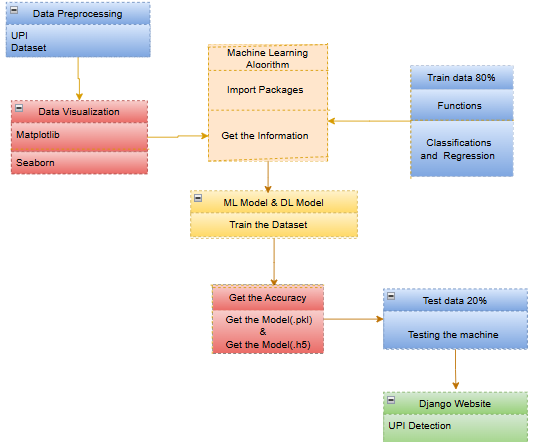 Data Preprocessing
UPI
Dataset
Data Visualization
Matplotlib
Seaborn
Machine Learning
Aloorithm
Import Packages
Get the Information
Train data 80%
Functions
Classifications
and Regression
ML Model & DL Model
Train the Dataset
Get the Accuracy
Get the Model(.pkl)
&
Get the Model(.h5)
Test data 20%
Testing the machine
Django Website
UPI Detection